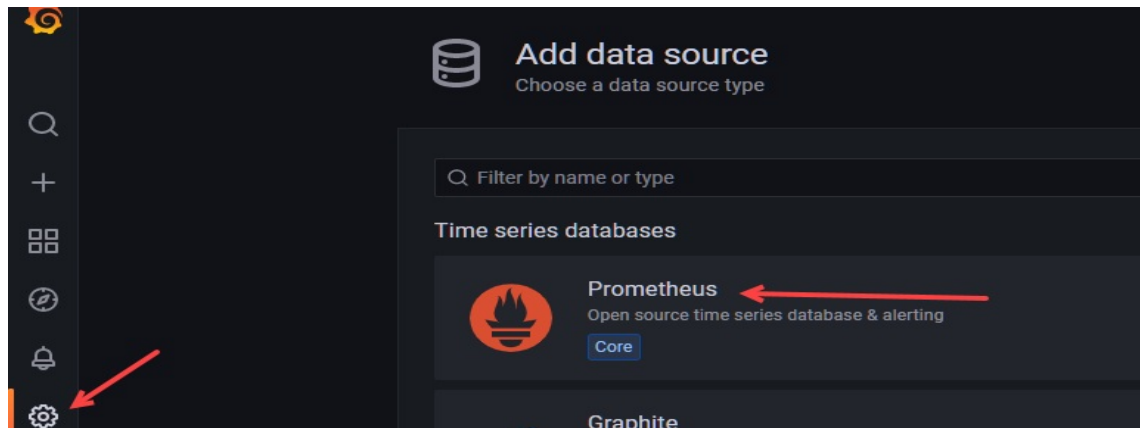 Add data source
Choose a data source type
Filter by name or type
Time series databases
Prometheus
Open source time series database & alerting
Core
Graphite